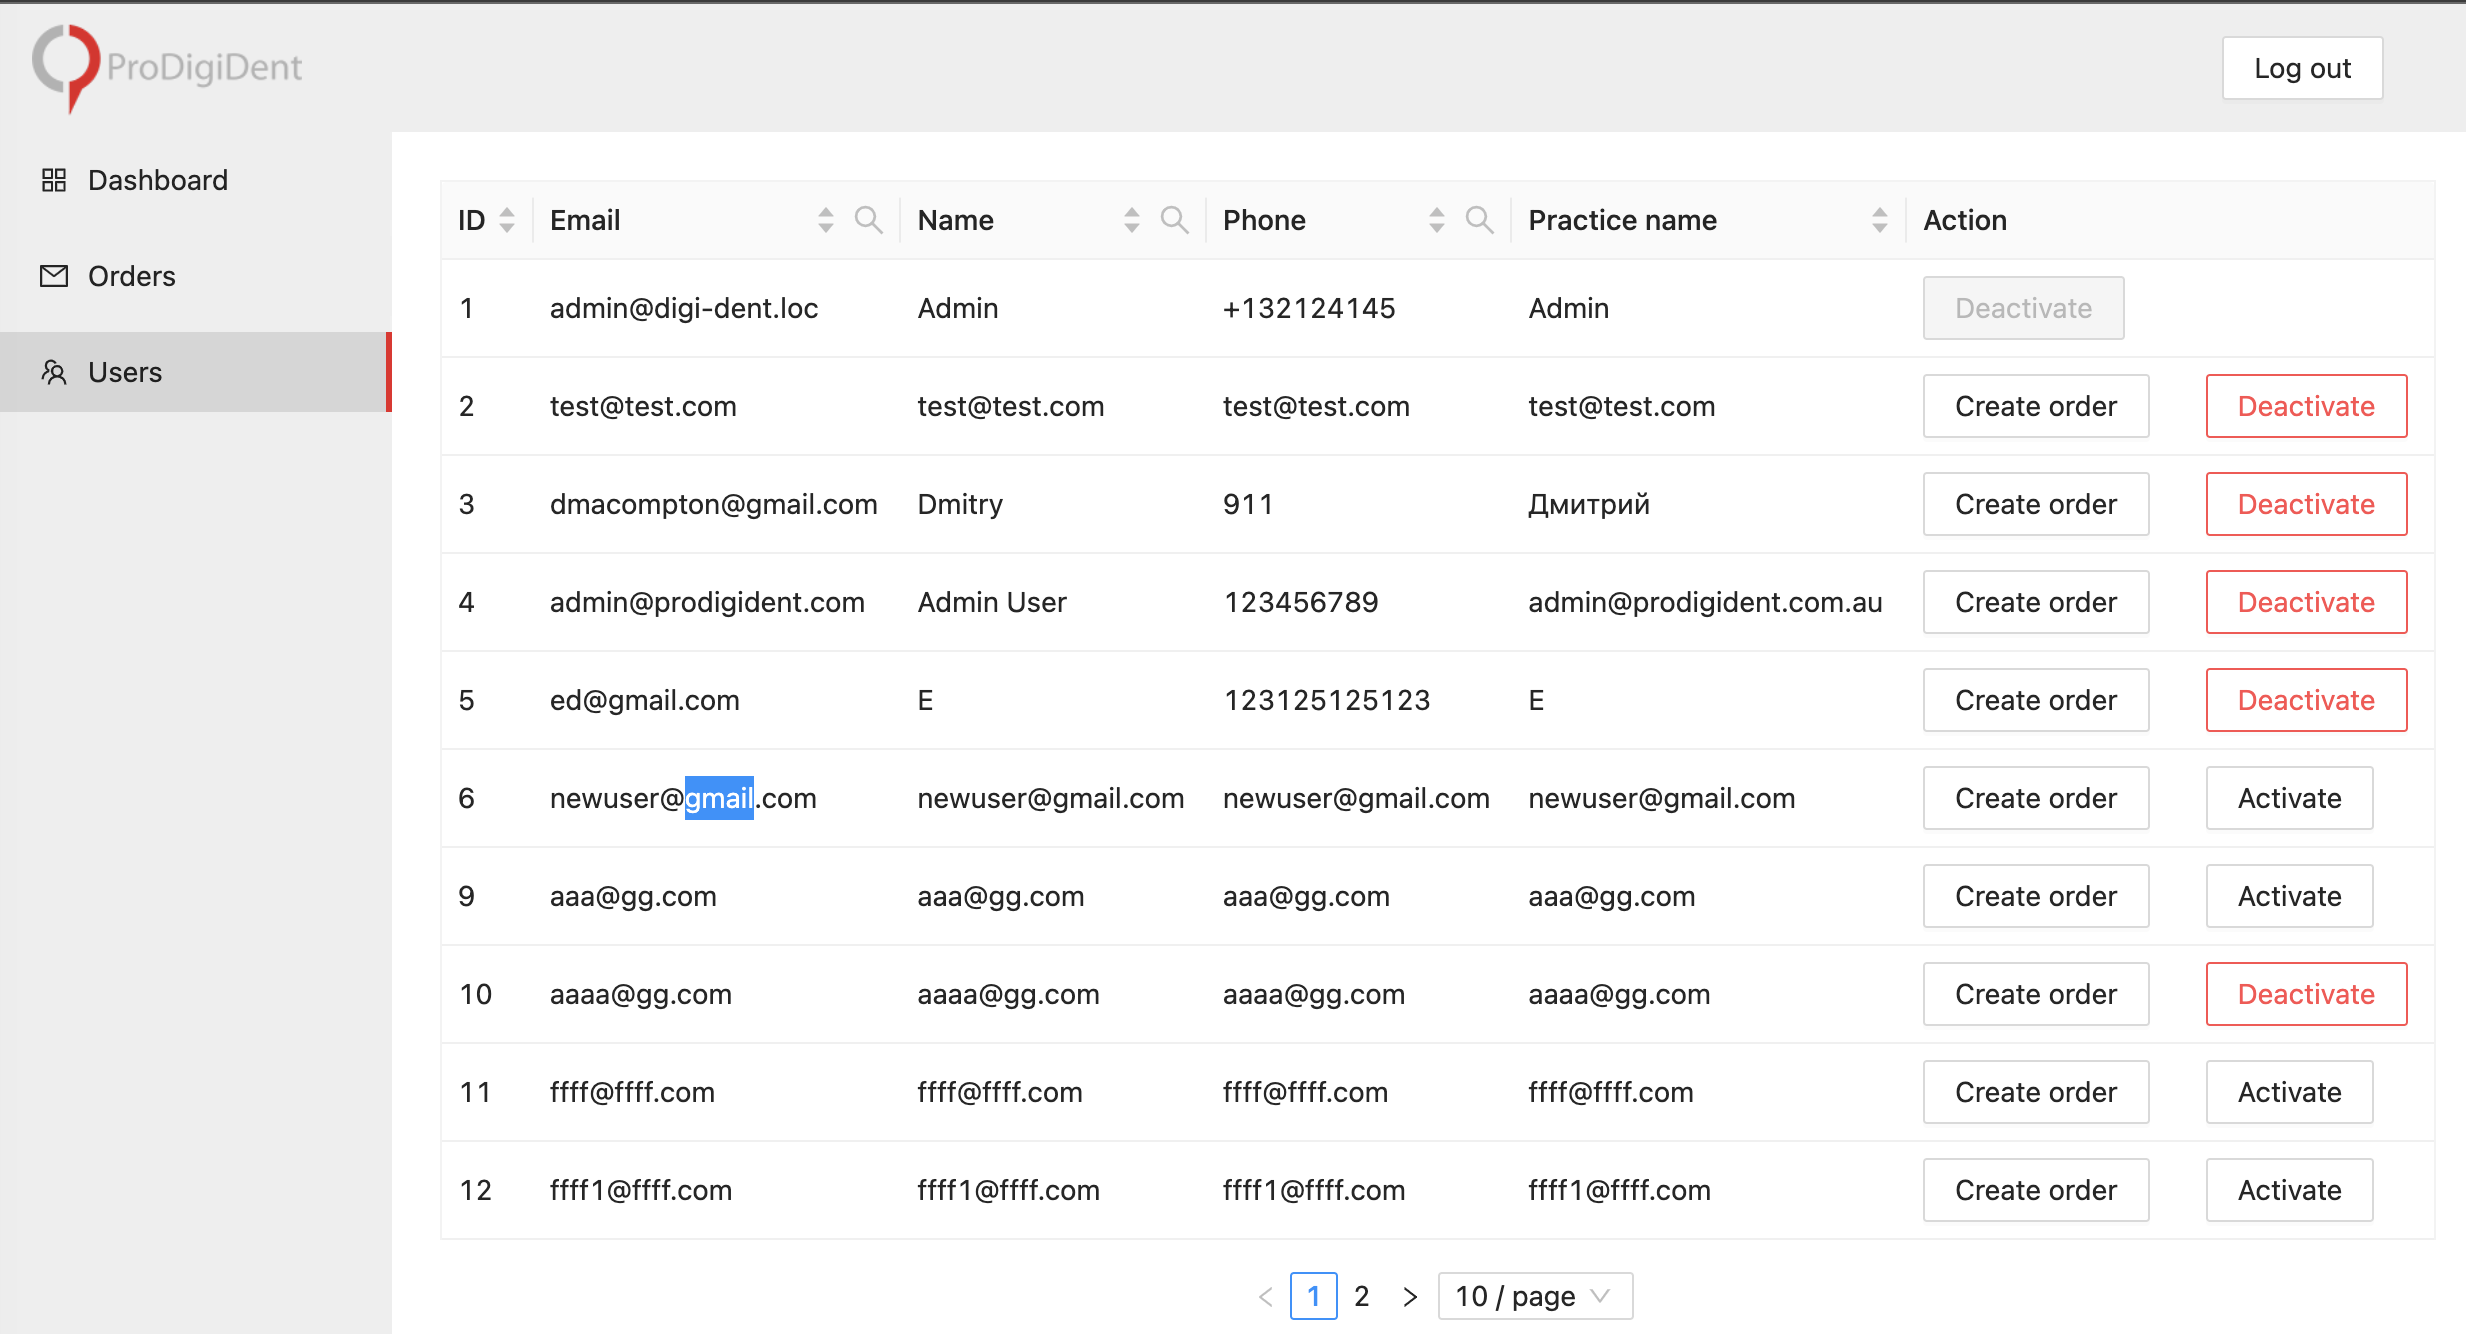 ProDigiDent
Log out
Dashboard
Orders
Users
ID Email Name Phone Practice name Action
1 admin@digi-dent.loc Admin +132124145 Admin Deactivate
2 test@test.com test@test.com test@test.com test@test.com Create order Deactivate
3 dmacompton@gmail.com Dmitry 911 Дмитрий Create order Deactivate
4 admin@prodigident.com Admin User 123456789 admin@prodigident.com.au Create order Deactivate
5 ed@gmail.com E 123125125123 E Create order Deactivate
6 newuser@gmail.com newuser@gmail.com newuser@gmail.com newuser@gmail.com Create order Activate
9 aaa@gg.com aaa@gg.com aaa@gg.com aaa@gg.com Create order Activate
10 aaaa@gg.com aaaa@gg.com aaaa@gg.com aaaa@gg.com Create order Deactivate
11 ffff@ffff.com ffff@ffff.com ffff@ffff.com ffff@ffff.com Create order Activate
12 ffff1@ffff.com ffff1@ffff.com ffff1@ffff.com ffff1@ffff.com Create order Activate
< 1 2 > 10 / page